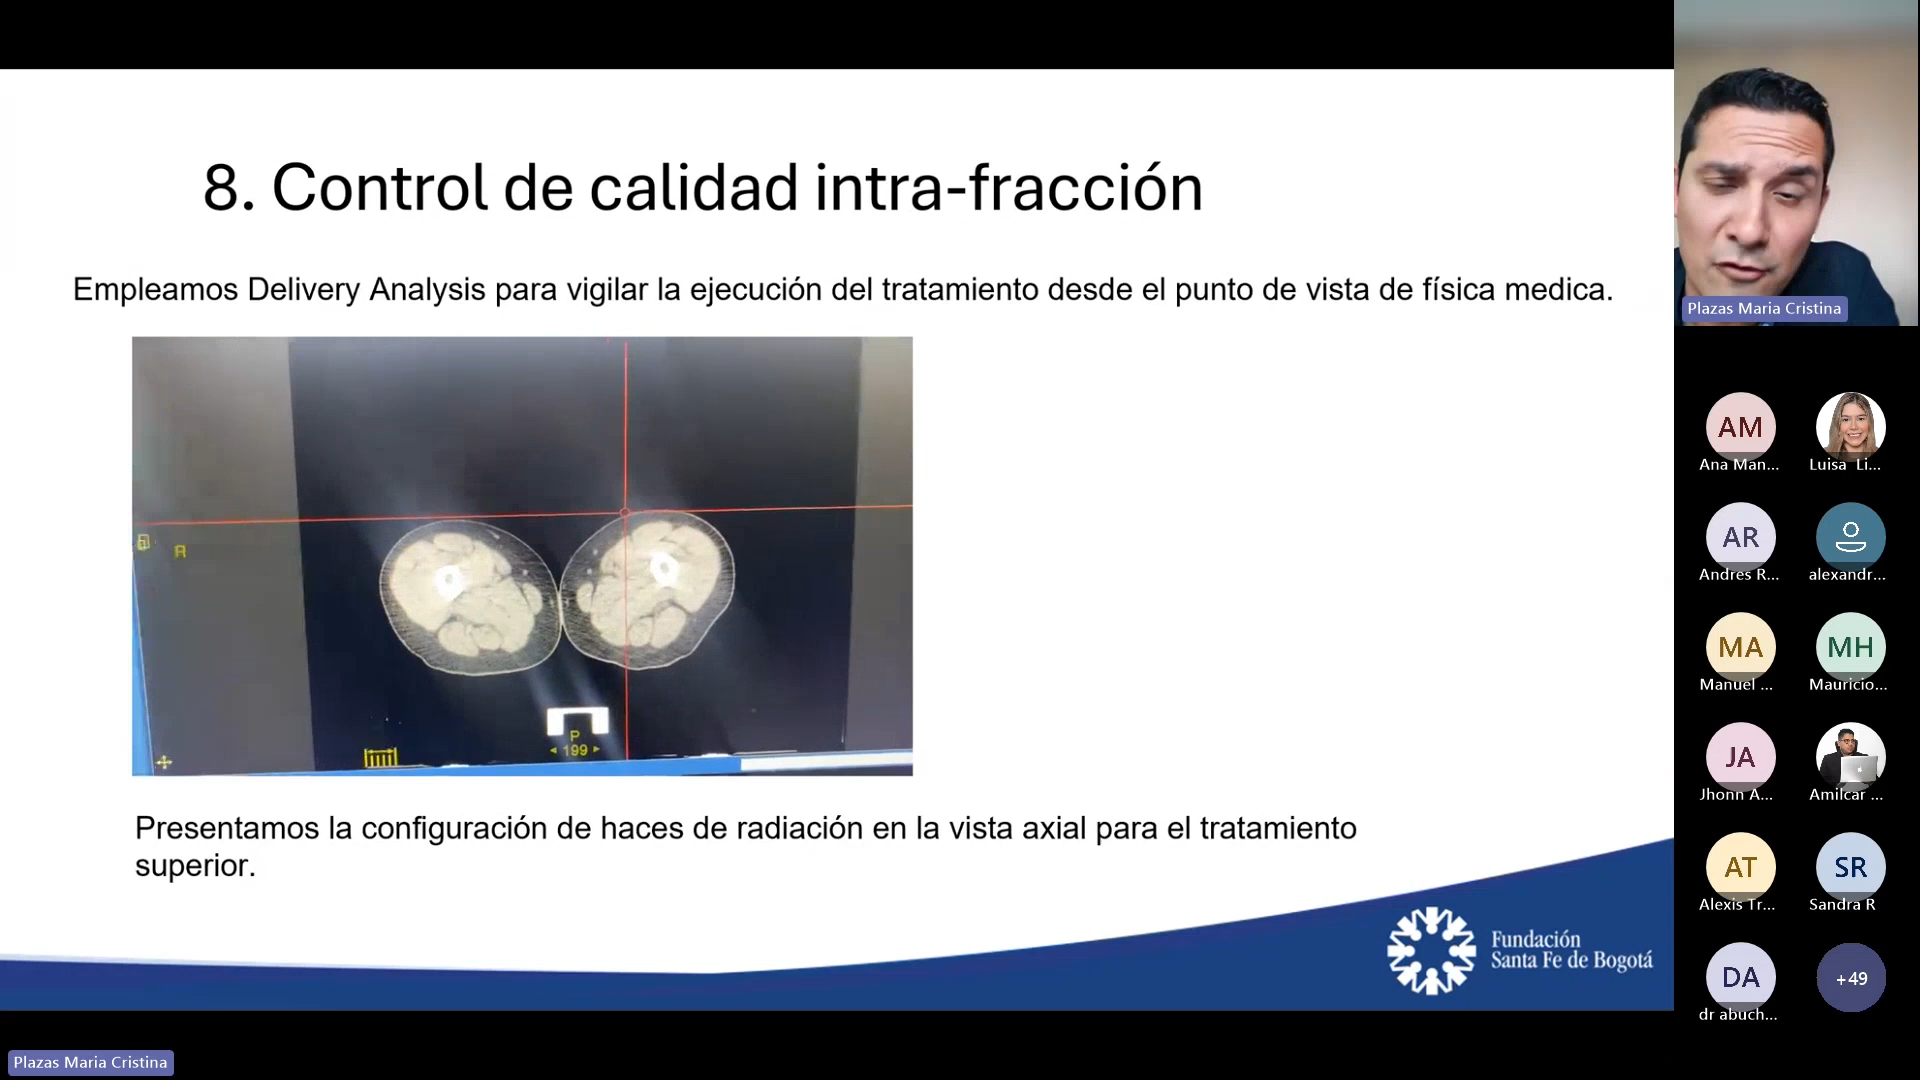 8. Control de calidad intra-fracción
Empleamos Delivery Analysis para vigilar la ejecución del tratamiento desde el punto de vista de física medica.
R
P
199
Presentamos la configuración de haces de radiación en la vista axial para el tratamiento
superior.
Fundación
Santa Fe de Bogotá
Plazas Maria Cristina
AM
Ana Man...
Luisa Li...
AR
Andres R...
alexandr...
MA
Manuel ...
MH
Mauricio...
JA
Jhonn A...
Amilcar ...
AT
Alexis Tr...
SR
Sandra R
DA
dr abuch...
+49
Plazas Maria Cristina